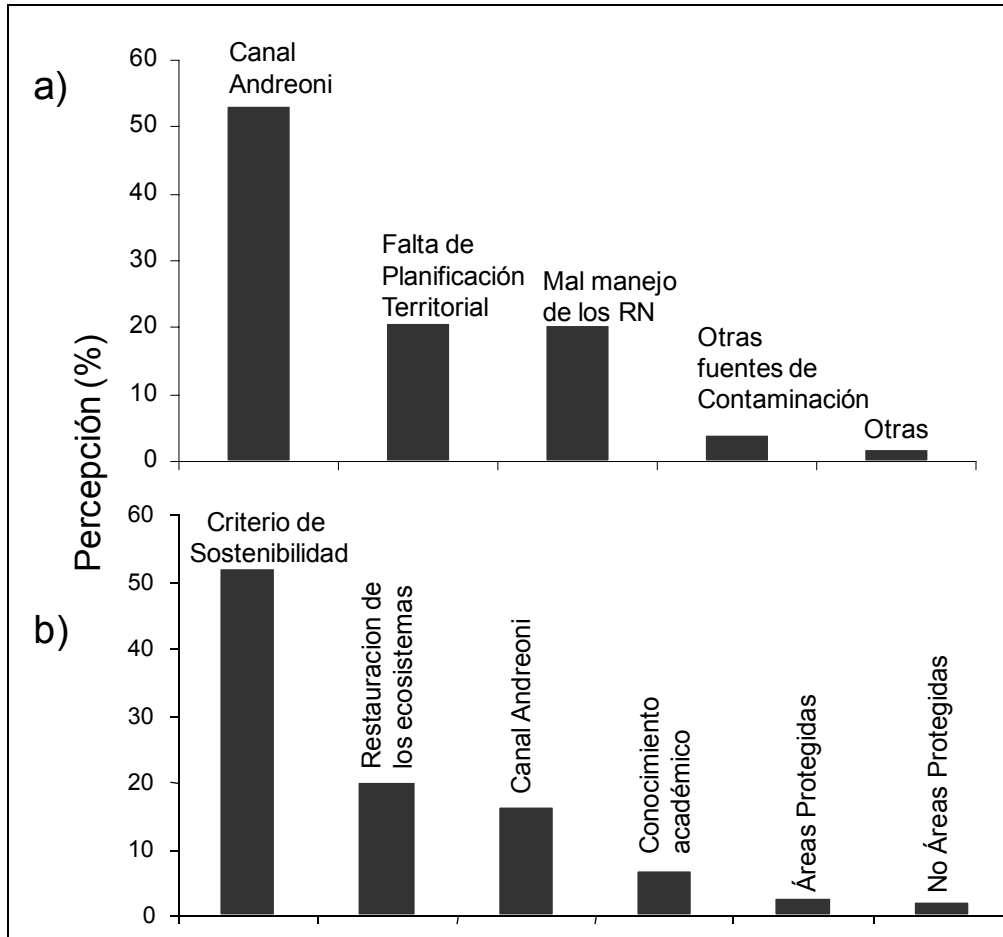 a)
Percepción (%)
60
50
40
30
20
10
0
Canal
Andreoni
Falta de
Planificación
Territorial
Mal manejo
de los RN
Otras
fuentes de
Contaminación
Otras
b)
60
50
40
30
20
10
0
Criterio de
Sostenibilidad
Restauracion de
los ecosistemas
Canal Andreoni
Conocimiento
académico
Áreas Protegidas
No Áreas Protegidas